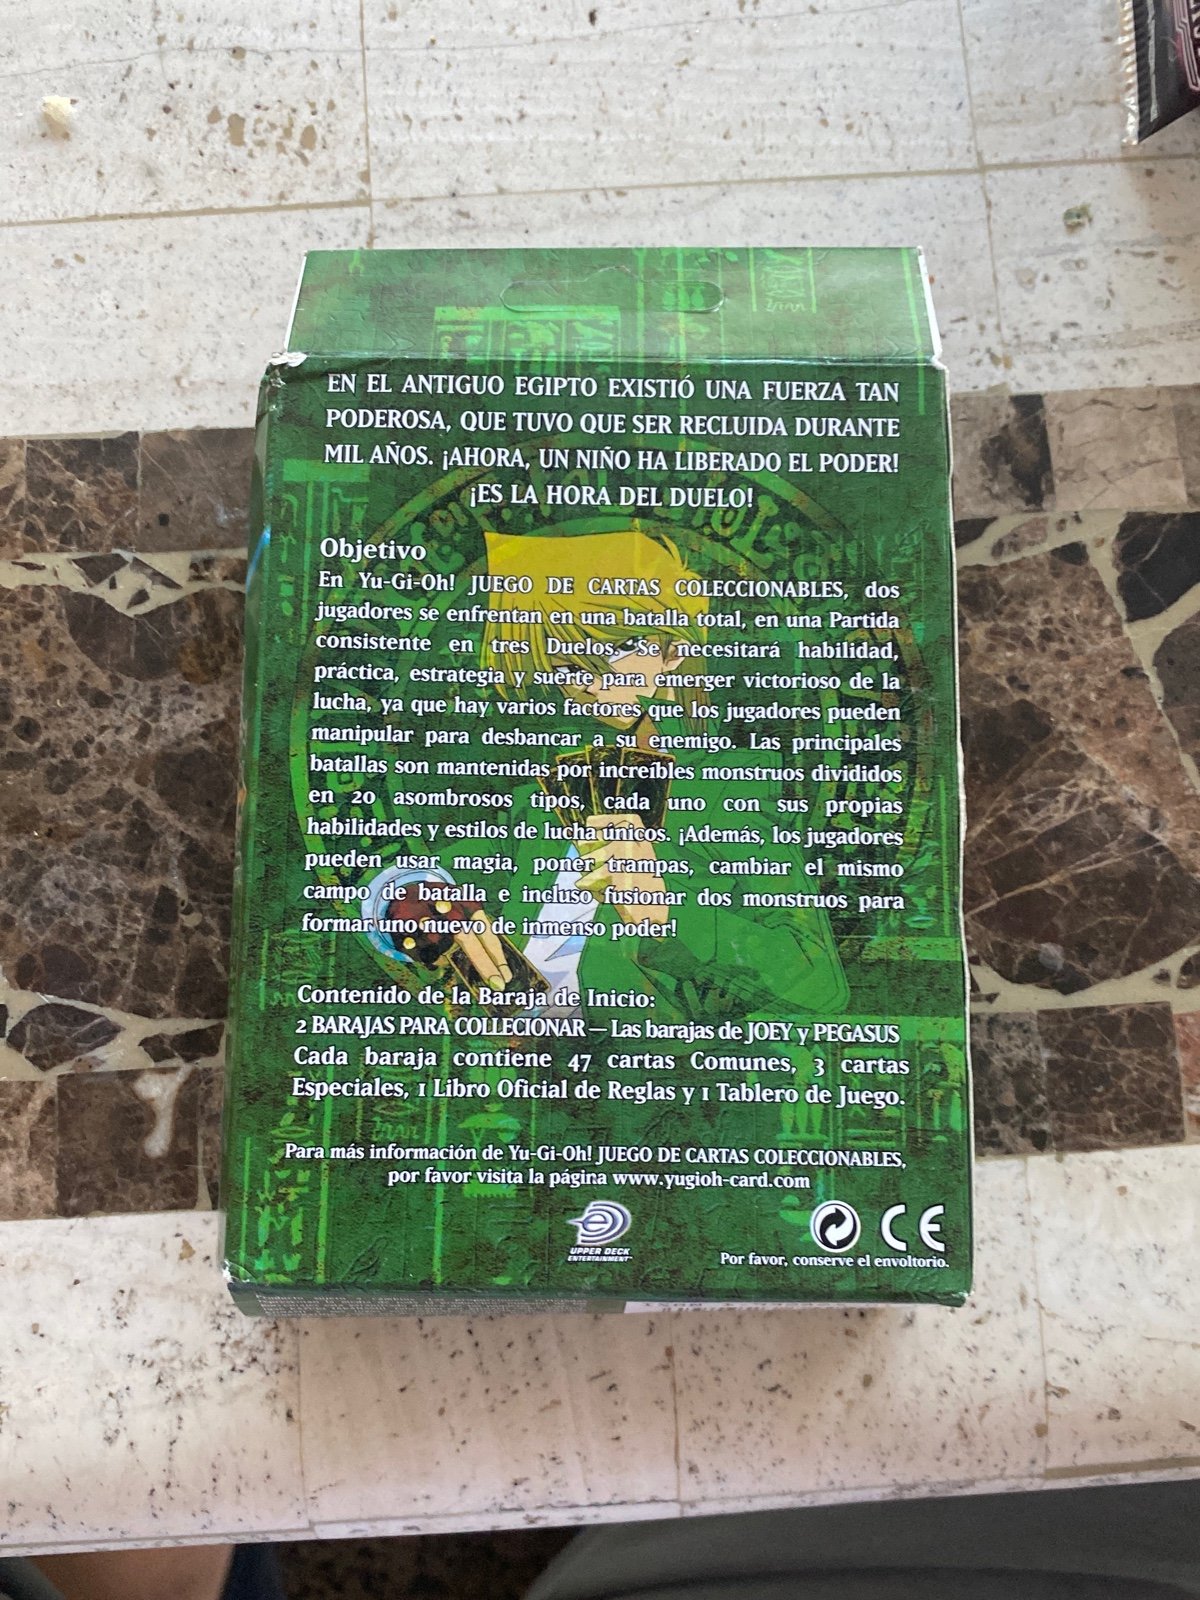 EN EL ANTIGUO EGIPTO EXISTIÓ UNA FUERZA TAN
PODEROSA, QUE TUVO QUE SER RECLUIDA DURANTE
MIL AÑOS. ¡AHORA, UN NIÑO HA LIBERADO EL PODER!
¡ES LA HORA DEL DUELO!
Objetivo
En Yu-Gi-Oh! JUEGO DE CARTAS COLECCIONABLES, dos
jugadores se enfrentan en una batalla total, en una Partida
consistente en tres Duelos. Se necesitará habilidad,
práctica, estrategia y suerte para emerger victorioso de la
lucha, ya que hay varios factores que los jugadores pueden
manipular para desbancar a su enemigo. Las principales
batallas son mantenidas por increíbles monstruos divididos
en 20 asombrosos tipos, cada uno con sus propias
habilidades y estilos de lucha únicos. ¡Además, los jugadores
pueden usar magia, poner trampas, cambiar el mismo
campo de batalla e incluso fusionar dos monstruos para
formar uno nuevo de inmenso poder!
Contenido de la Baraja de Inicio:
2 BARAJAS PARA COLLECIONAR — Las barajas de JOEY y PEGASUS
Cada baraja contiene 47 cartas Comunes, 3 cartas
Especiales, 1 Libro Oficial de Reglas y 1 Tablero de Juego.
Para más información de Yu-Gi-Oh! JUEGO DE CARTAS COLECCIONABLES,
por favor visita la página www.yugioh-card.com
UPPER DECK
ENTERTAINMENT
CE
Por favor, conserve el envoltorio.